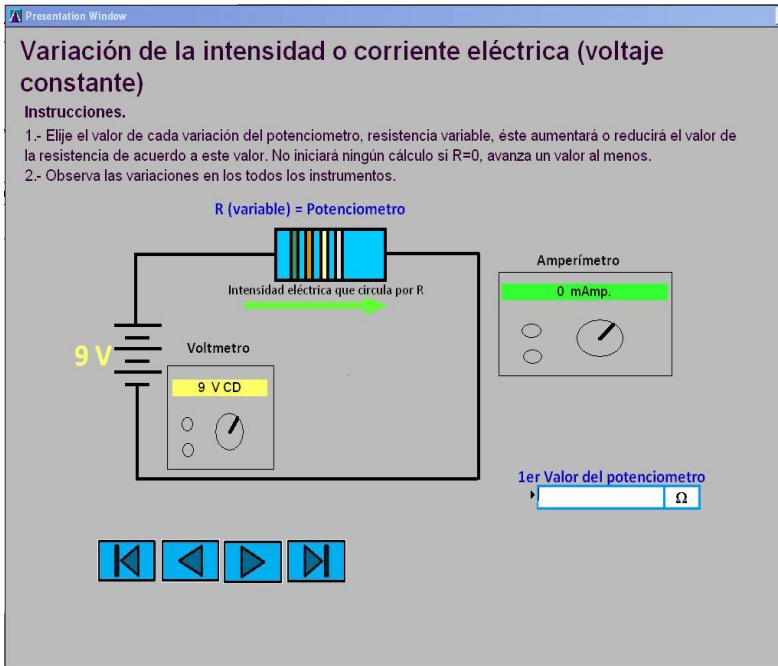 Presentation Window
Variación de la intensidad o corriente eléctrica (voltaje
constante)
Instrucciones.
1.- Elije el valor de cada variación del potenciometro, resistencia variable, éste aumentará o reducirá el valor de
la resistencia de acuerdo a este valor. No iniciará ningún cálculo si R=0, avanza un valor al menos.
2.- Observa las variaciones en los todos los instrumentos.
R (variable) = Potenciometro
Intensidad eléctrica que circula por R
Amperímetro
0 mAmp.
9 V
Voltmetro
9 V CD
1er Valor del potenciometro
Ω